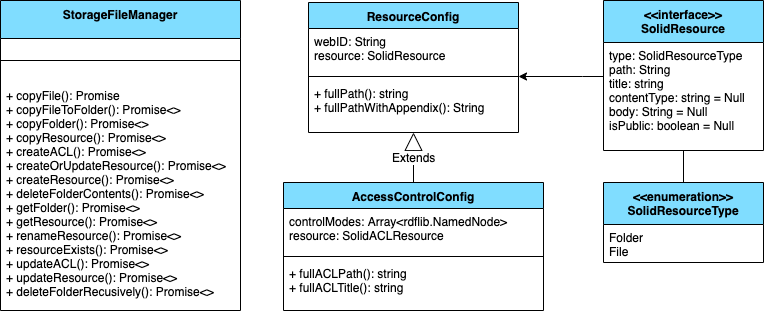 StorageFileManager
+ copyFile(): Promise
+ copyFileToFolder(): Promise<>
+ copyFolder(): Promise<>
+ copyResource(): Promise<>
+ createACL(): Promise<>
+ createOrUpdateResource(): Promise<>
+ createResource(): Promise<>
+ deleteFolderContents(): Promise<>
+ getFolder(): Promise<>
+ getResource(): Promise<>
+ renameResource(): Promise<>
+ resourceExists(): Promise<>
+ updateACL(): Promise<>
+ updateResource(): Promise<>
+ deleteFolderRecusively(): Promise<>
ResourceConfig
webID: String
resource: SolidResource
+ fullPath(): string
+ fullPathWithAppendix(): String
Extends
AccessControlConfig
controlModes: Array<rdflib.NamedNode>
resource: SolidACLResource
+ fullACLPath(): string
+ fullACLTitle(): string
<<interface>>
SolidResource
type: SolidResourceType
path: String
title: string
contentType: string = Null
body: String = Null
isPublic: boolean = Null
<<enumeration>>
SolidResourceType
Folder
File